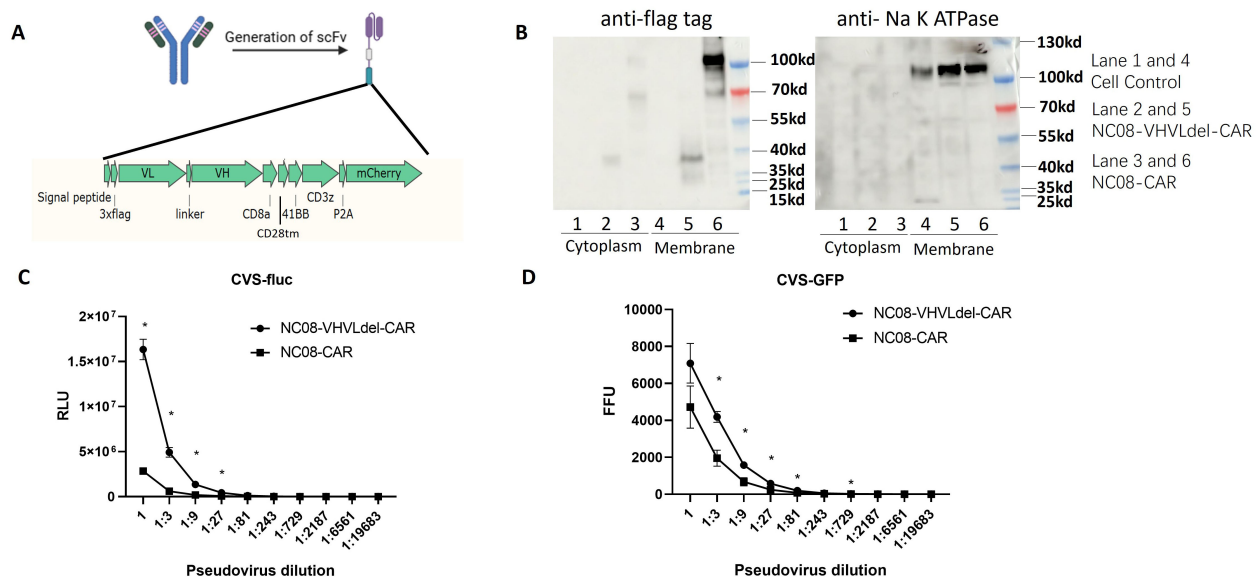 A
Generation of scFv
VL
VH
CD3z
mCherry
Signal peptide
3xflag
linker
CD8a
41BB
P2A
CD28tm
B
anti-flag tag
anti- Na K ATPase
100kd
70kd
55kd
40kd
35kd
25kd
15kd
130kd
100kd
70kd
55kd
40kd
35kd
25kd
1 2 3 4 5 6
Cytoplasm Membrane
1 2 3 4 5 6
Cytoplasm Membrane
Lane 1 and 4
Cell Control
Lane 2 and 5
NC08-VHVLdel-CAR
Lane 3 and 6
NC08-CAR
C
CVS-fluc
NC08-VHVLdel-CAR
NC08-CAR
RLU
2×10⁷
1.5×10⁷
1×10⁷
5×10⁶
0
* * * *
1 1:3 1:9 1:27 1:81 1:243 1:729 1:2187 1:6561 1:19683
Pseudovirus dilution
D
CVS-GFP
NC08-VHVLdel-CAR
NC08-CAR
FFU
10000
8000
6000
4000
2000
0
* * * * *
1 1:3 1:9 1:27 1:81 1:243 1:729 1:2187 1:6561 1:19683
Pseudovirus dilution